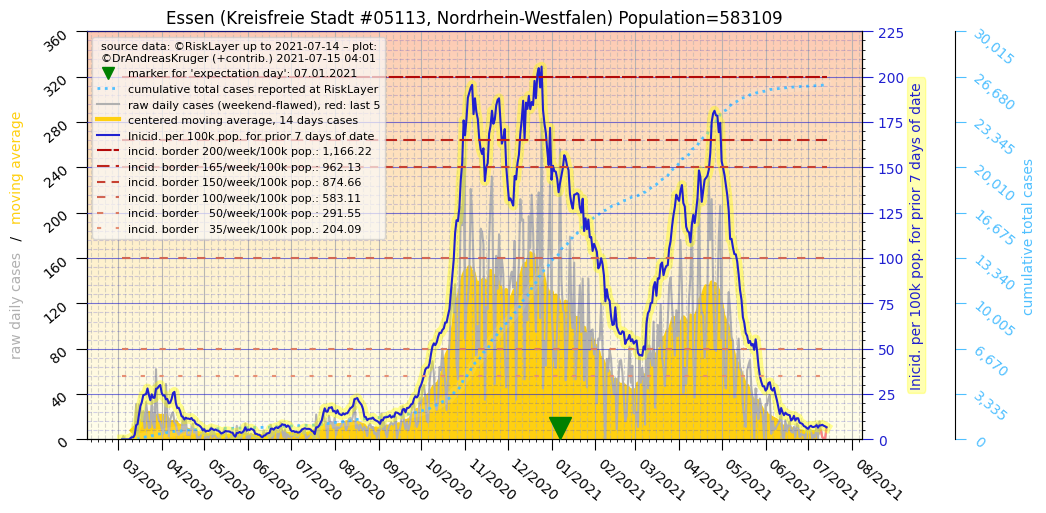 Essen (Kreisfreie Stadt #05113, Nordrhein-Westfalen) Population=583109
source data: ©RiskLayer up to 2021-07-14 – plot:
©DrAndreasKruger (+contrib.) 2021-07-15 04:01
marker for 'expectation day': 07.01.2021
cumulative total cases reported at RiskLayer
raw daily cases (weekend-flawed), red: last 5
centered moving average, 14 days cases
Inicid. per 100k pop. for prior 7 days of date
incid. border 200/week/100k pop.: 1,166.22
incid. border 165/week/100k pop.: 962.13
incid. border 150/week/100k pop.: 874.66
incid. border 100/week/100k pop.: 583.11
incid. border   50/week/100k pop.: 291.55
incid. border   35/week/100k pop.: 204.09
raw daily cases   /   moving average
360
320
280
240
200
160
120
80
40
0
03/2020
04/2020
05/2020
06/2020
07/2020
08/2020
09/2020
10/2020
11/2020
12/2020
01/2021
02/2021
03/2021
04/2021
05/2021
06/2021
07/2021
08/2021
225
200
175
150
125
100
75
50
25
0
Inicid. per 100k pop. for prior 7 days of date
30,015
26,680
23,345
20,010
16,675
13,340
10,005
6,670
3,335
0
cumulative total cases